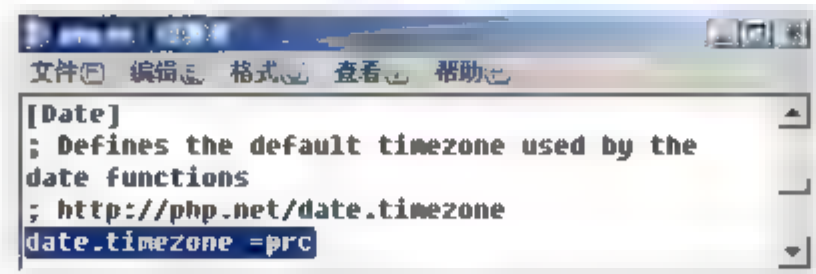 文件(F) 编辑(E) 格式(O) 查看(V) 帮助(H)
[Date]
; Defines the default timezone used by the
date functions
; http://php.net/date.timezone
date.timezone =prc